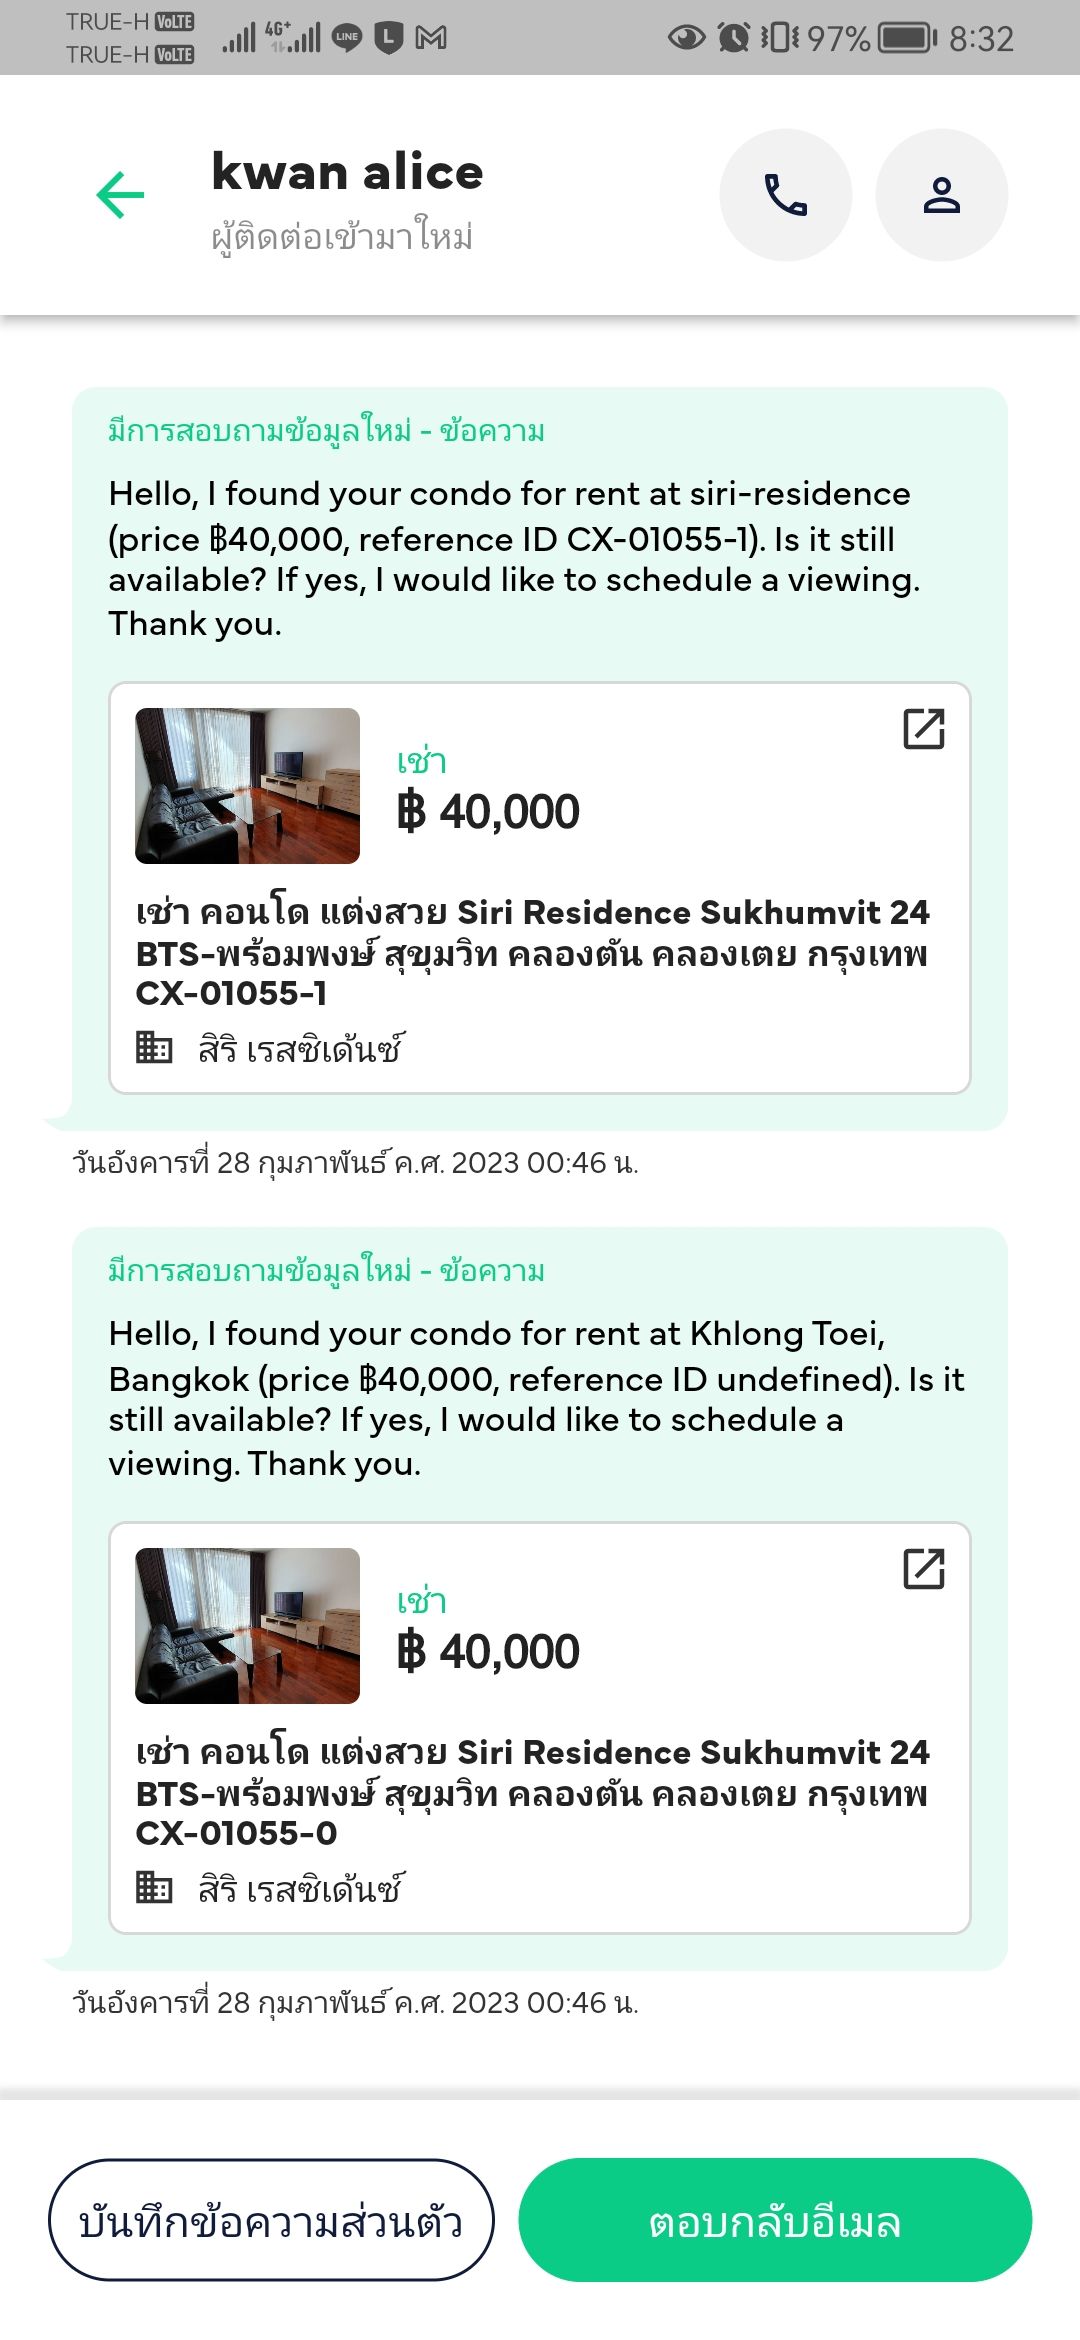 TRUE-H VoLTE
TRUE-H VoLTE
4G+
LINE
L
97%
8:32
kwan alice
ผู้ติดต่อเข้ามาใหม่
มีการสอบถามข้อมูลใหม่ - ข้อความ
Hello, I found your condo for rent at siri-residence
(price ฿40,000, reference ID CX-01055-1). Is it still
available? If yes, I would like to schedule a viewing.
Thank you.
เช่า
฿ 40,000
เช่า คอนโด แต่งสวย Siri Residence Sukhumvit 24
BTS-พร้อมพงษ์ สุขุมวิท คลองตัน คลองเตย กรุงเทพ
CX-01055-1
สิริ เรสซิเด้นซ์
วันอังคารที่ 28 กุมภาพันธ์ ค.ศ. 2023 00:46 น.
มีการสอบถามข้อมูลใหม่ - ข้อความ
Hello, I found your condo for rent at Khlong Toei,
Bangkok (price ฿40,000, reference ID undefined). Is it
still available? If yes, I would like to schedule a
viewing. Thank you.
เช่า
฿ 40,000
เช่า คอนโด แต่งสวย Siri Residence Sukhumvit 24
BTS-พร้อมพงษ์ สุขุมวิท คลองตัน คลองเตย กรุงเทพ
CX-01055-0
สิริ เรสซิเด้นซ์
วันอังคารที่ 28 กุมภาพันธ์ ค.ศ. 2023 00:46 น.
บันทึกข้อความส่วนตัว
ตอบกลับอีเมล